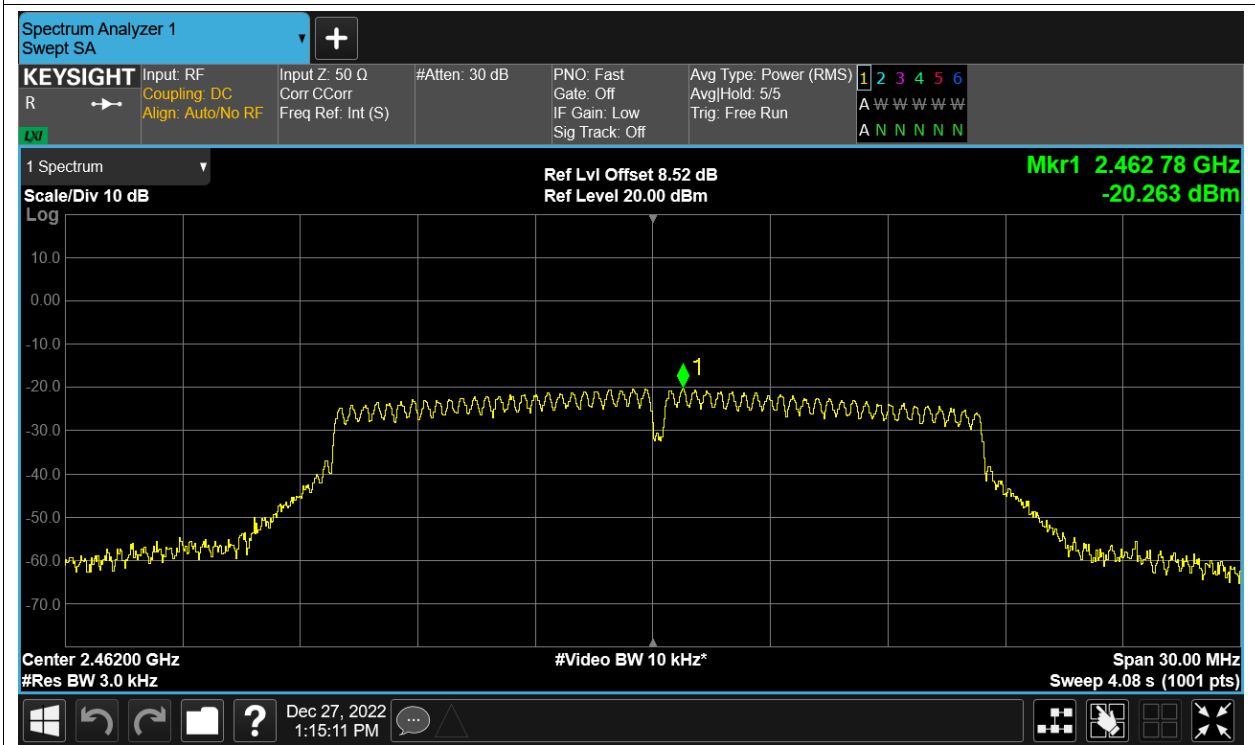 Spectrum Analyzer 1
Swept SA
KEYSIGHT
R
LXI
Input: RF
Coupling: DC
Align: Auto/No RF
Input Z: 50 Ω
Corr CCorr
Freq Ref: Int (S)
#Atten: 30 dB
PNO: Fast
Gate: Off
IF Gain: Low
Sig Track: Off
Avg Type: Power (RMS)
Avg|Hold: 5/5
Trig: Free Run
1 2 3 4 5 6
A W W W W W
A N N N N N
1 Spectrum
Scale/Div 10 dB
Ref Lvl Offset 8.52 dB
Ref Level 20.00 dBm
Mkr1 2.462 78 GHz
-20.263 dBm
Log
10.0
0.00
-10.0
-20.0
-30.0
-40.0
-50.0
-60.0
-70.0
1
Center 2.46200 GHz
#Res BW 3.0 kHz
#Video BW 10 kHz*
Span 30.00 MHz
Sweep 4.08 s (1001 pts)
?
Dec 27, 2022
1:15:11 PM